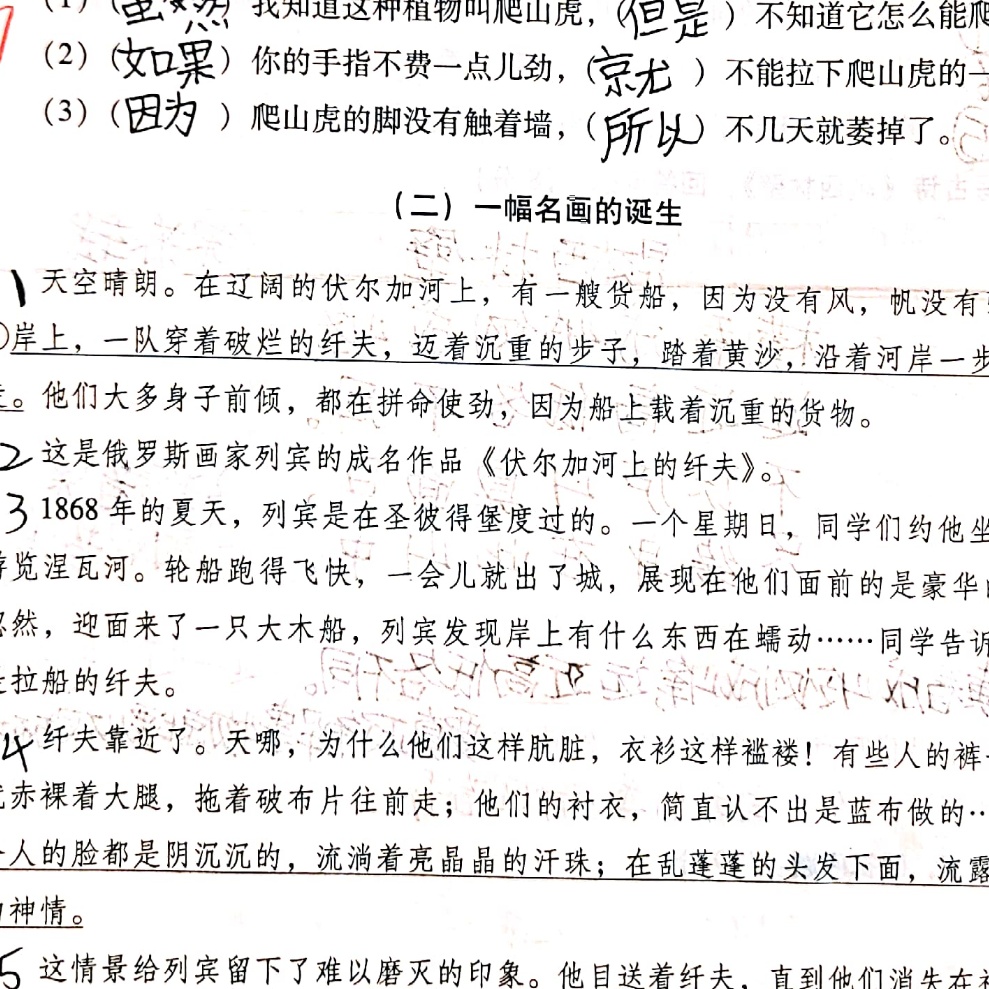 (1)（虽然）我知道这种植物叫爬山虎，（但是）不知道它怎么能爬
(2)（如果）你的手指不费一点儿劲，（就）不能拉下爬山虎的一
(3)（因为）爬山虎的脚没有触着墙，（所以）不几天就萎掉了。
（二）一幅名画的诞生
1 天空晴朗。在辽阔的伏尔加河上，有一艘货船，因为没有风，帆没有
岸上，一队穿着破烂的纤夫，迈着沉重的步子，踏着黄沙，沿着河岸一步
。他们大多身子前倾，都在拼命使劲，因为船上载着沉重的货物。
2 这是俄罗斯画家列宾的成名作品《伏尔加河上的纤夫》。
3 1868 年的夏天，列宾是在圣彼得堡度过的。一个星期日，同学们约他坐
游览涅瓦河。轮船跑得飞快，一会儿就出了城，展现在他们面前的是豪华
忽然，迎面来了一只大木船，列宾发现岸上有什么东西在蠕动……同学告诉
拉船的纤夫。
4 纤夫靠近了。天哪，为什么他们这样肮脏，衣衫这样褴褛！有些人的裤
赤裸着大腿，拖着破布片往前走；他们的衬衣，简直认不出是蓝布做的…
人的脸都是阴沉沉的，流淌着亮晶晶的汗珠；在乱蓬蓬的头发下面，流露
神情。
5 这情景给列宾留下了难以磨灭的印象。他目送着纤夫，直到他们消失在